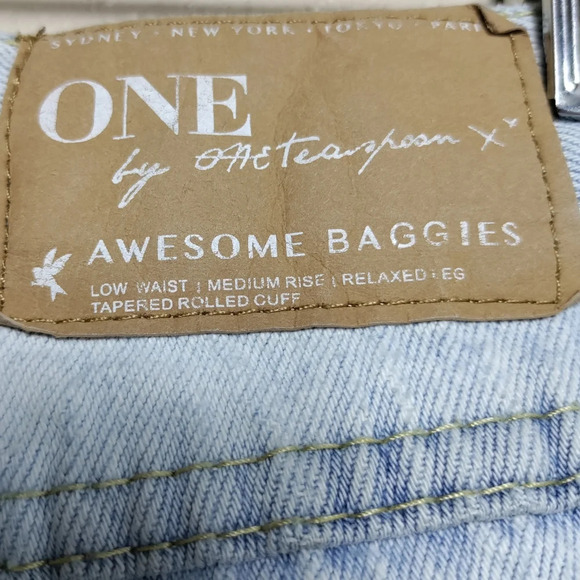 SYDNEY · NEW YORK · TOKYO · PARI
ONE
by ONEteaspoon X
AWESOME BAGGIES
LOW WAIST | MEDIUM RISE | RELAXED LEG
TAPERED ROLLED CUFF